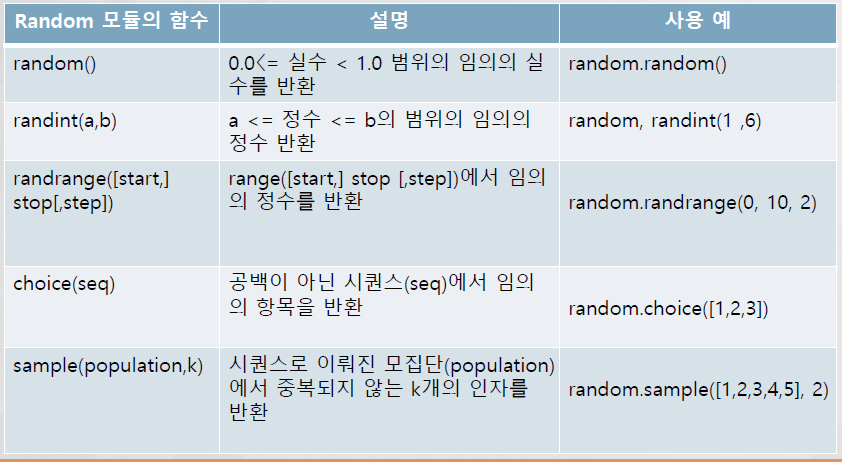 Random 모듈의 함수
설명
사용 예
random()
0.0<= 실수 < 1.0 범위의 임의의 실
수를 반환
random.random()
randint(a,b)
a <= 정수 <= b의 범위의 임의의
정수 반환
random, randint(1 ,6)
randrange([start,]
stop[,step])
range([start,] stop [,step])에서 임의
의 정수를 반환
random.randrange(0, 10, 2)
choice(seq)
공백이 아닌 시퀀스(seq)에서 임의
의 항목을 반환
random.choice([1,2,3])
sample(population,k)
시퀀스로 이뤄진 모집단(population)
에서 중복되지 않는 k개의 인자를
반환
random.sample([1,2,3,4,5], 2)